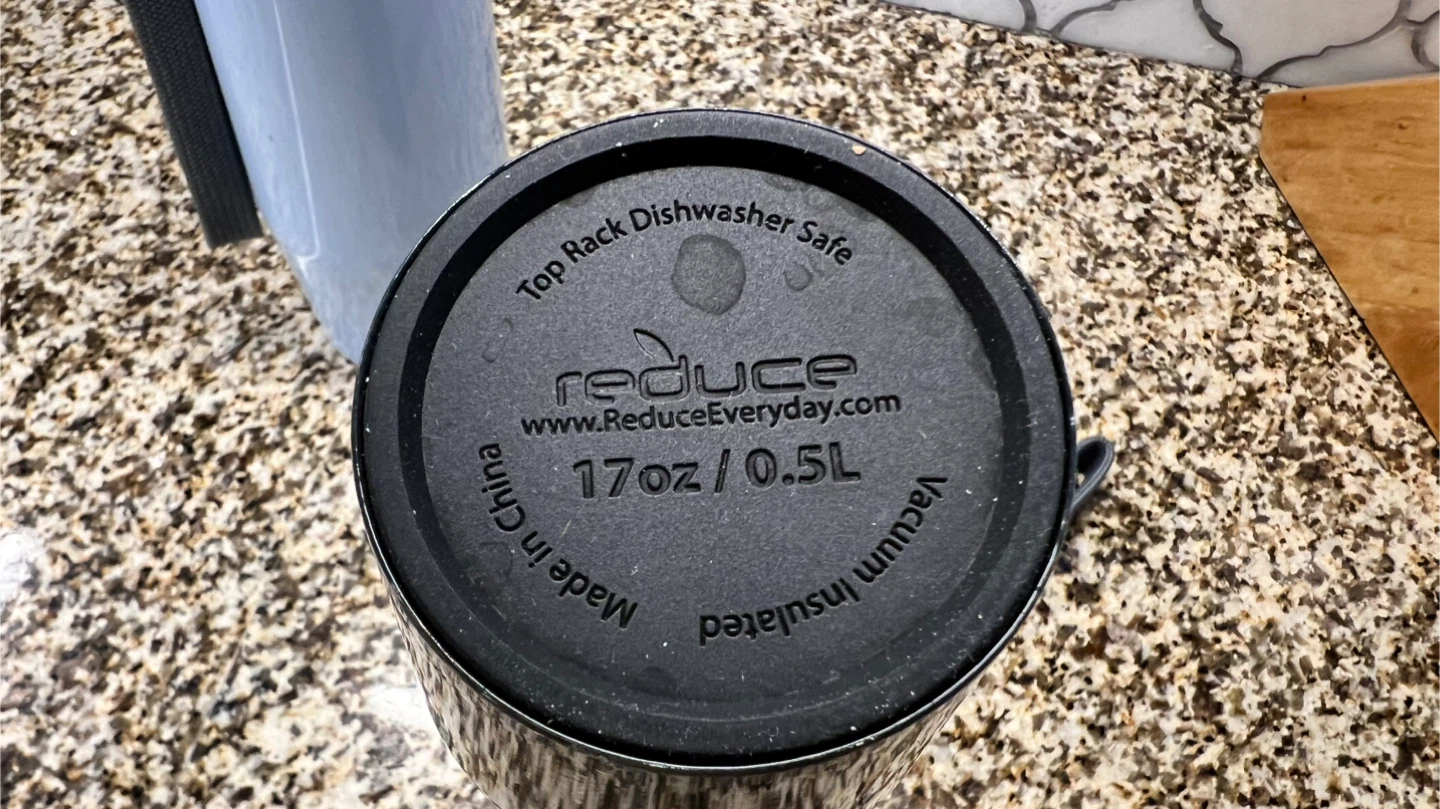 Top Rack Dishwasher Safe
reduce
www.ReduceEveryday.com
17oz / 0.5L
Vacuum Insulated
Made in China